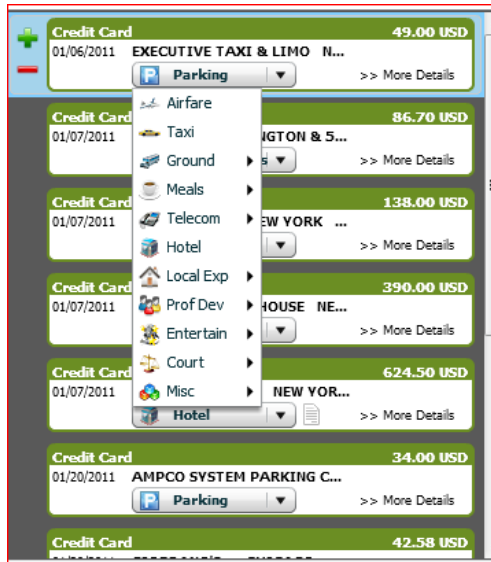 Credit Card 49.00 USD
01/06/2011 EXECUTIVE TAXI & LIMO N...
P Parking >> More Details
Airfare
Credit Card 86.70 USD
Taxi
01/07/2011 NGTON & 5...
Ground >> More Details
Meals
Credit Card 138.00 USD
Telecom
01/07/2011 EW YORK ...
Hotel >> More Details
Local Exp
Credit Card 390.00 USD
Prof Dev
01/07/2011 HOUSE NE...
Entertain >> More Details
Court
Credit Card 624.50 USD
Misc
01/07/2011 NEW YOR...
Hotel >> More Details
Credit Card 34.00 USD
01/20/2011 AMPCO SYSTEM PARKING C...
P Parking >> More Details
Credit Card 42.58 USD